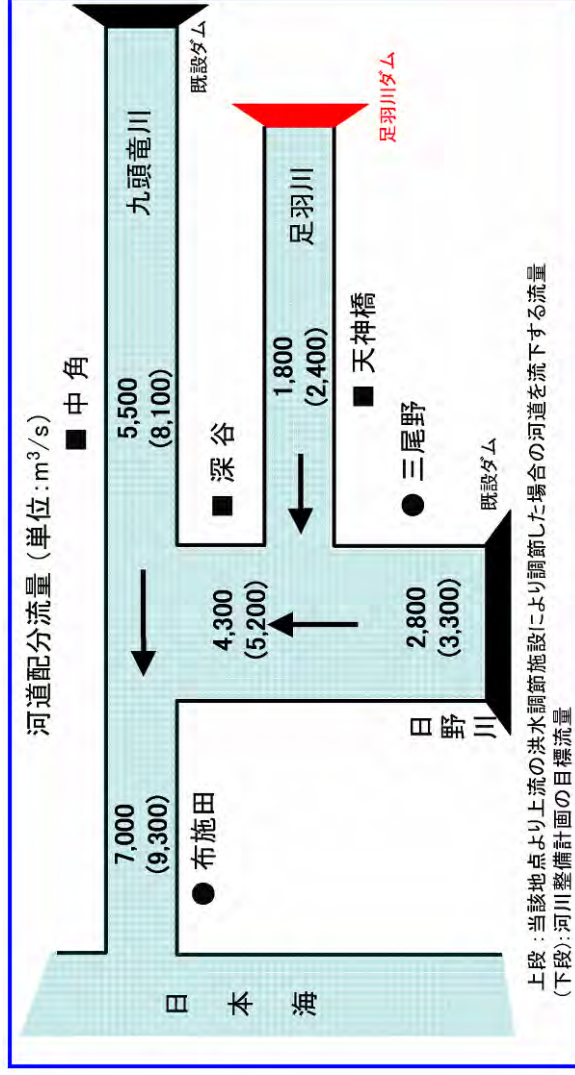 河道配分流量(単位:m³/s)
■中角
九頭竜川
既設ダム
5,500
(8,100)
7,000
(9,300)
●布施田
日本海
■深谷
足羽川
足羽川ダム
1,800
(2,400)
■天神橋
4,300
(5,200)
●三尾野
2,800
(3,300)
既設ダム
日野川
上段:当該地点より上流の洪水調節施設により調節した場合の河道を流下する流量
(下段):河川整備計画の目標流量